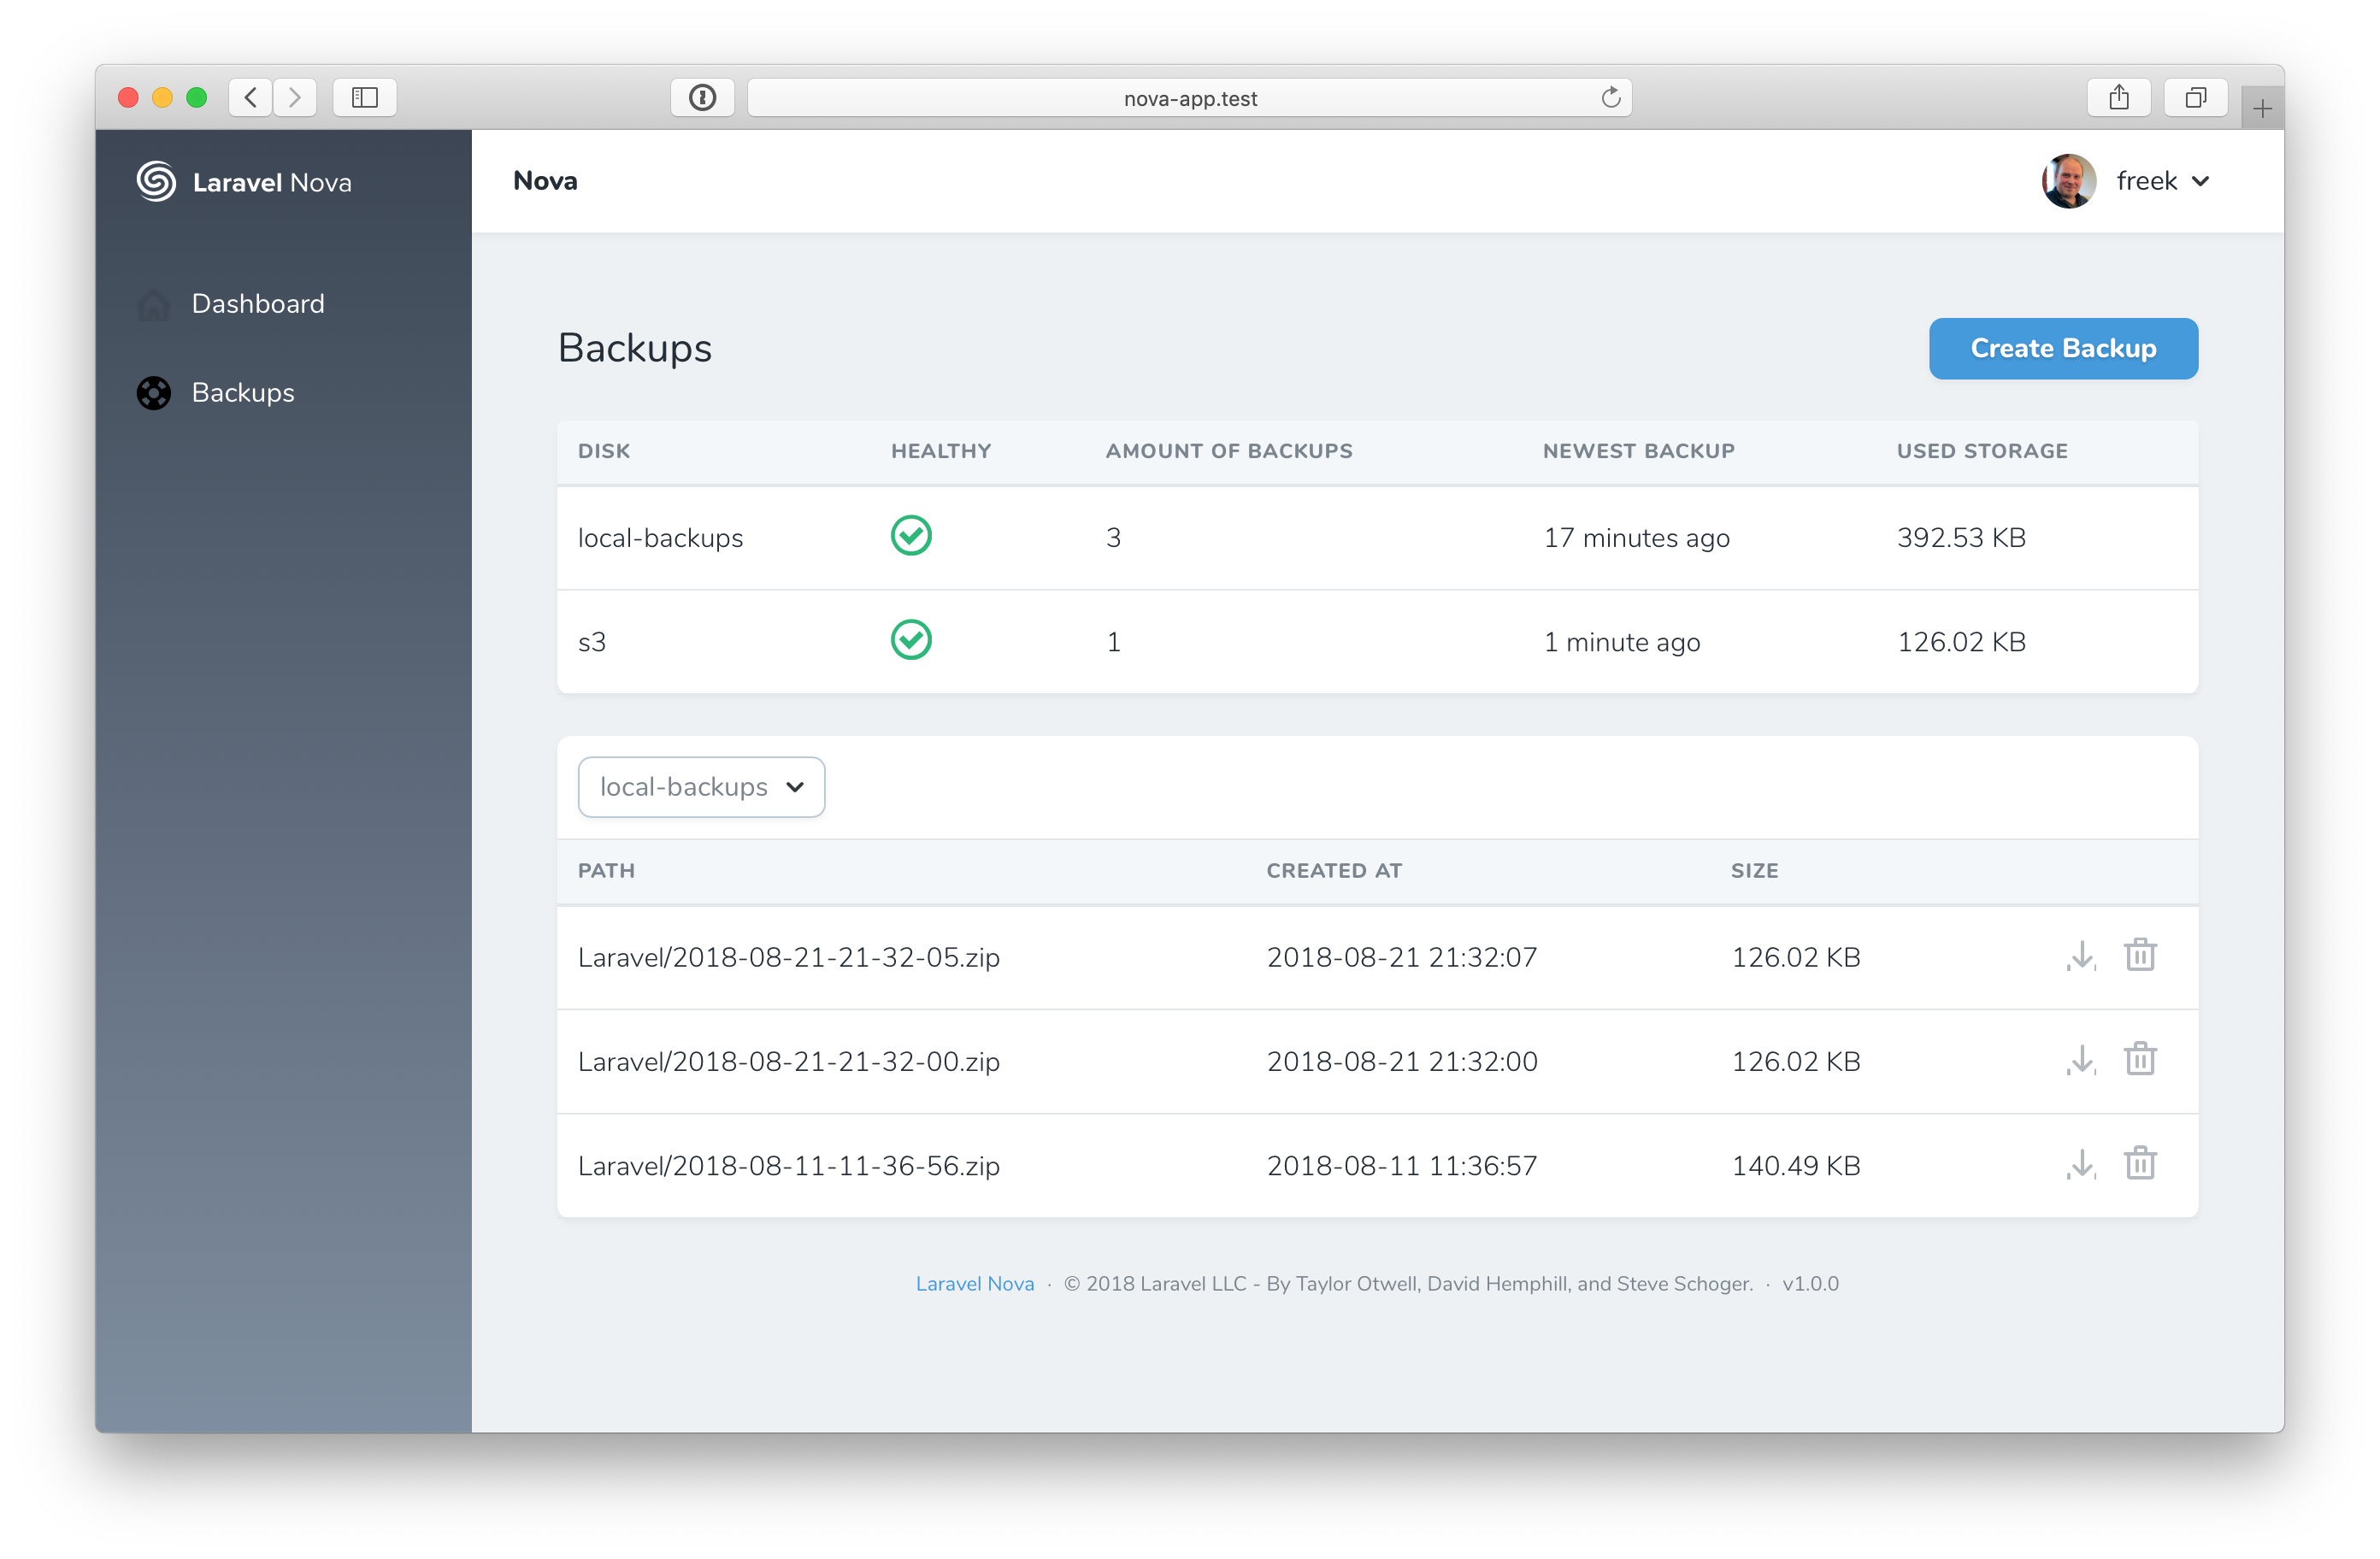 nova-app.test
Laravel Nova
Nova
freek
Dashboard
Backups
Backups
Create Backup
DISK HEALTHY AMOUNT OF BACKUPS NEWEST BACKUP USED STORAGE
local-backups 3 17 minutes ago 392.53 KB
s3 1 1 minute ago 126.02 KB
local-backups
PATH CREATED AT SIZE
Laravel/2018-08-21-21-32-05.zip 2018-08-21 21:32:07 126.02 KB
Laravel/2018-08-21-21-32-00.zip 2018-08-21 21:32:00 126.02 KB
Laravel/2018-08-11-11-36-56.zip 2018-08-11 11:36:57 140.49 KB
Laravel Nova · © 2018 Laravel LLC - By Taylor Otwell, David Hemphill, and Steve Schoger. · v1.0.0